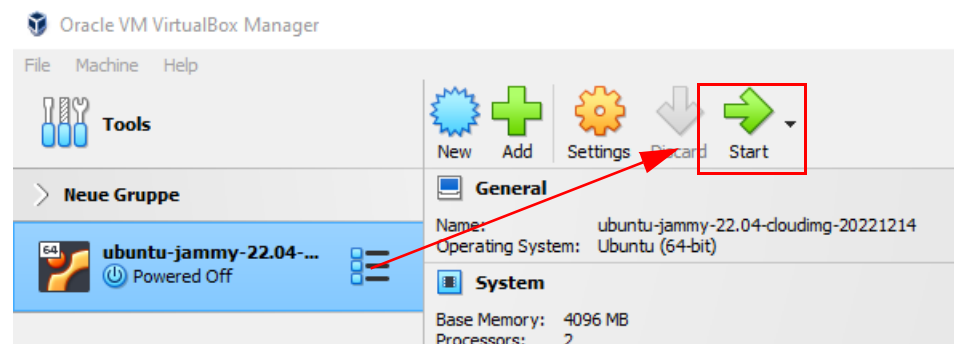 Oracle VM VirtualBox Manager
File Machine Help
Tools
New Add Settings Discard Start
Neue Gruppe
General
Name: ubuntu-jammy-22.04-cloudimg-20221214
Operating System: Ubuntu (64-bit)
64
ubuntu-jammy-22.04-...
Powered Off
System
Base Memory: 4096 MB
Processors: 2